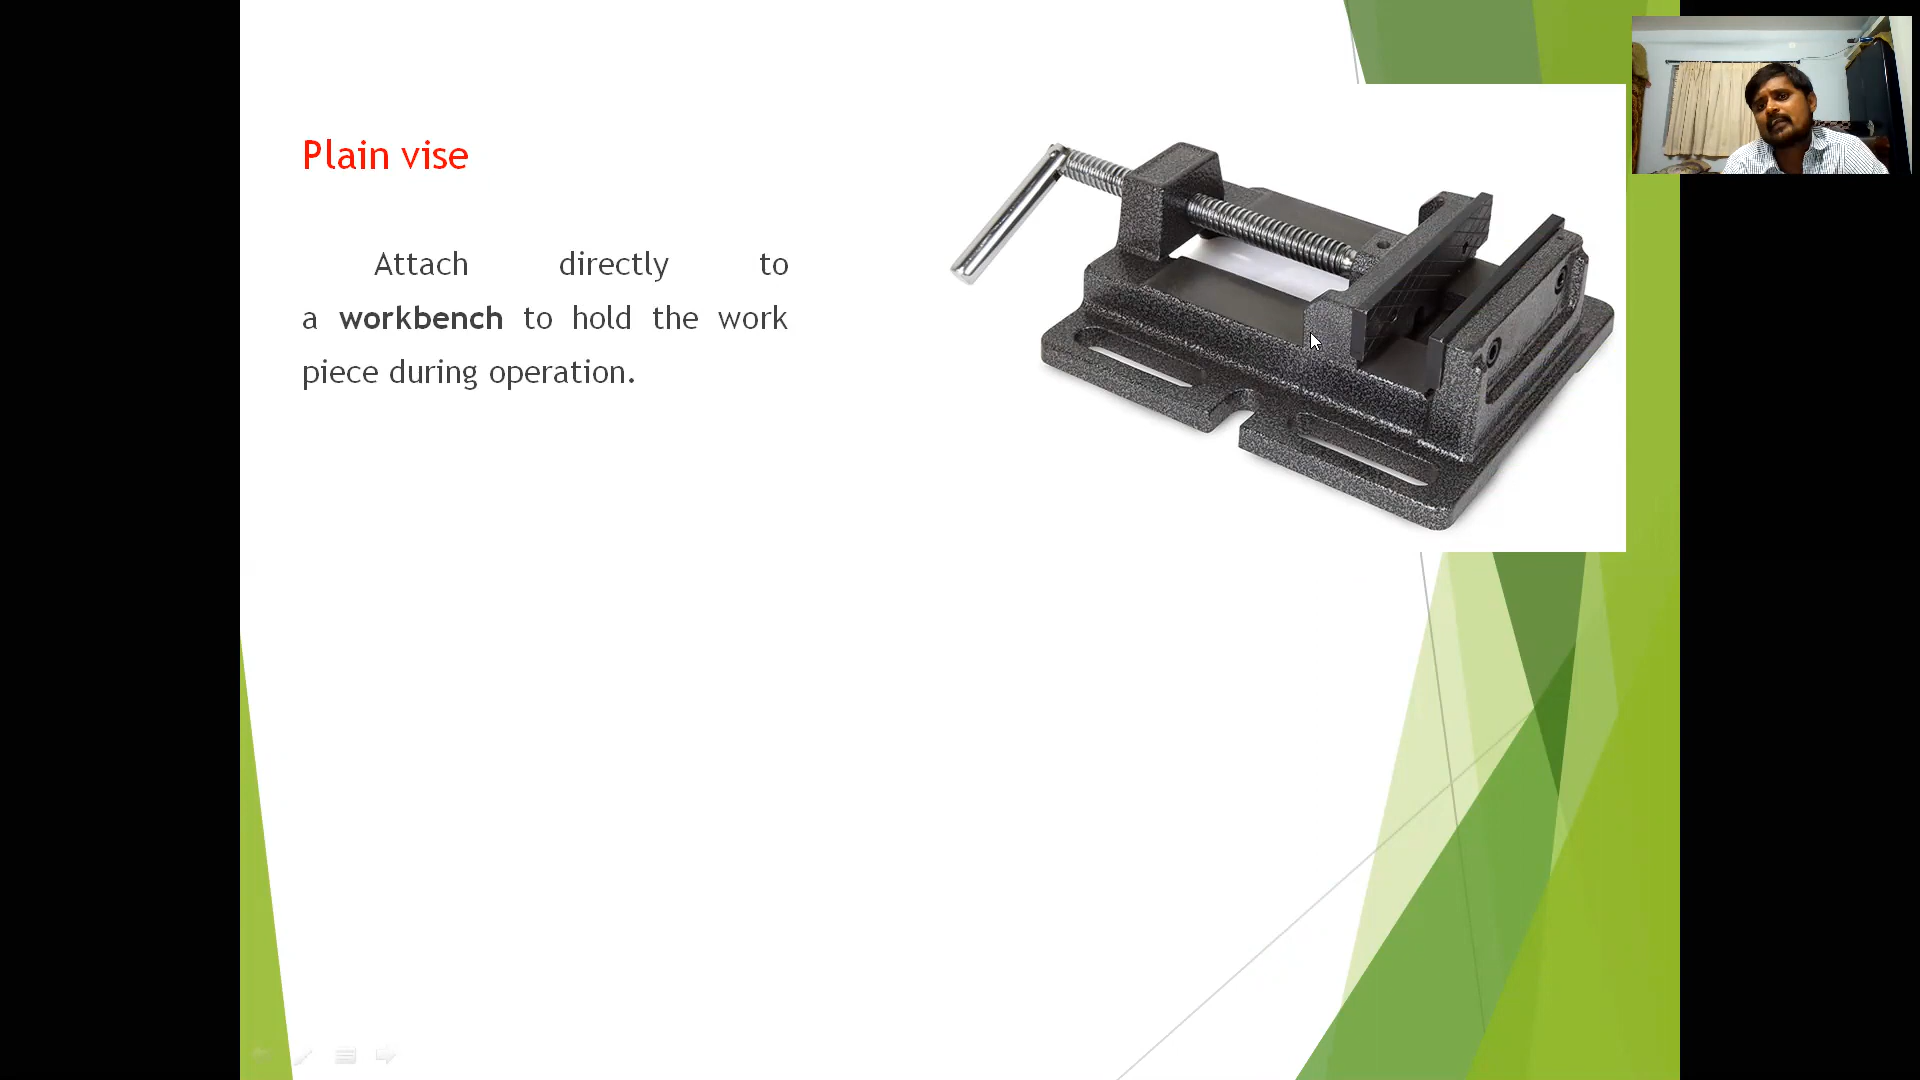 Plain vise
Attach directly to
a workbench to hold the work
piece during operation.